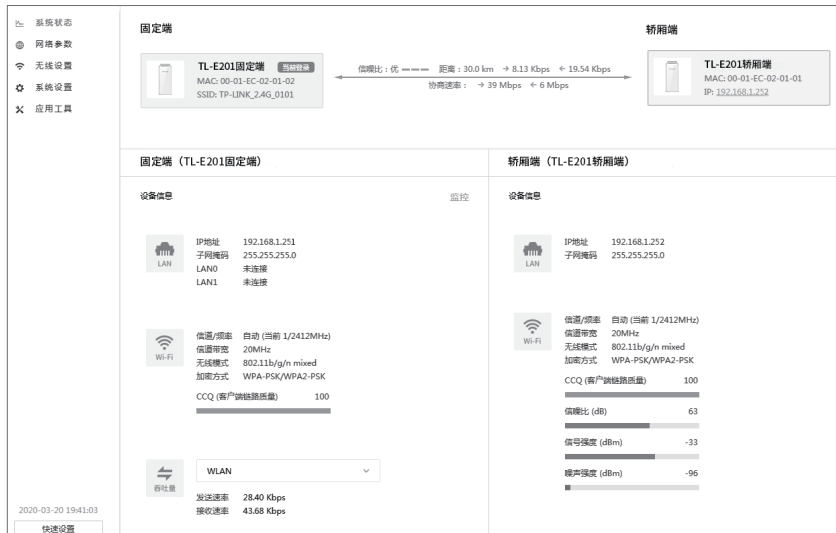 系统状态
网络参数
无线设置
系统设置
应用工具
固定端
轿厢端
TL-E201固定端 当前登录
MAC: 00-01-EC-02-01-02
SSID: TP-LINK_2.4G_0101
信噪比：优 距离：30.0 km → 8.13 Kbps ← 19.54 Kbps
协商速率： → 39 Mbps ← 6 Mbps
TL-E201轿厢端
MAC: 00-01-EC-02-01-01
IP: 192.168.1.252
固定端（TL-E201固定端）
设备信息 监控
LAN
IP地址 192.168.1.251
子网掩码 255.255.255.0
LAN0 未连接
LAN1 未连接
Wi-Fi
信道/频率 自动 (当前 1/2412MHz)
信道带宽 20MHz
无线模式 802.11b/g/n mixed
加密方式 WPA-PSK/WPA2-PSK
CCQ (客户端链路质量) 100
吞吐量
WLAN
发送速率 28.40 Kbps
接收速率 43.68 Kbps
轿厢端（TL-E201轿厢端）
设备信息
LAN
IP地址 192.168.1.252
子网掩码 255.255.255.0
Wi-Fi
信道/频率 自动 (当前 1/2412MHz)
信道带宽 20MHz
无线模式 802.11b/g/n mixed
加密方式 WPA-PSK/WPA2-PSK
CCQ (客户端链路质量) 100
信噪比 (dB) 63
信号强度 (dBm) -33
噪声强度 (dBm) -96
2020-03-20 19:41:03
快速设置